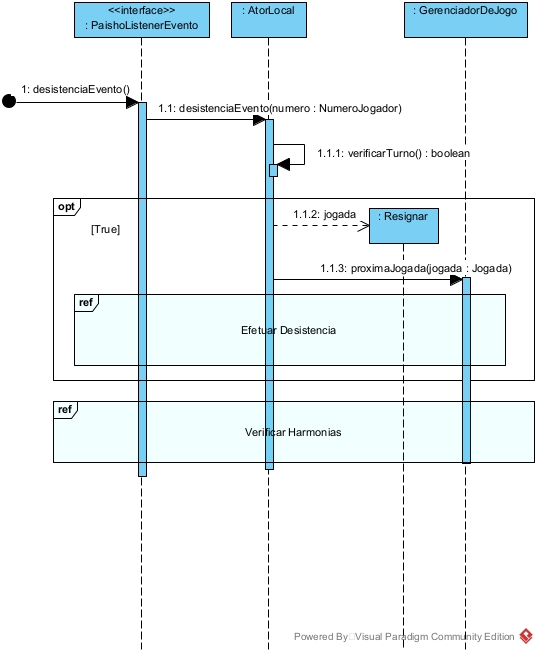 <<interface>>
: PaishoListenerEvento
: AtorLocal
: GerenciadorDeJogo
1: desistenciaEvento()
1.1: desistenciaEvento(numero : NumeroJogador)
1.1.1: verificarTurno() : boolean
opt
[True]
1.1.2: jogada
: Resignar
1.1.3: proximaJogada(jogada : Jogada)
ref
Efetuar Desistencia
ref
Verificar Harmonias
Powered By Visual Paradigm Community Edition